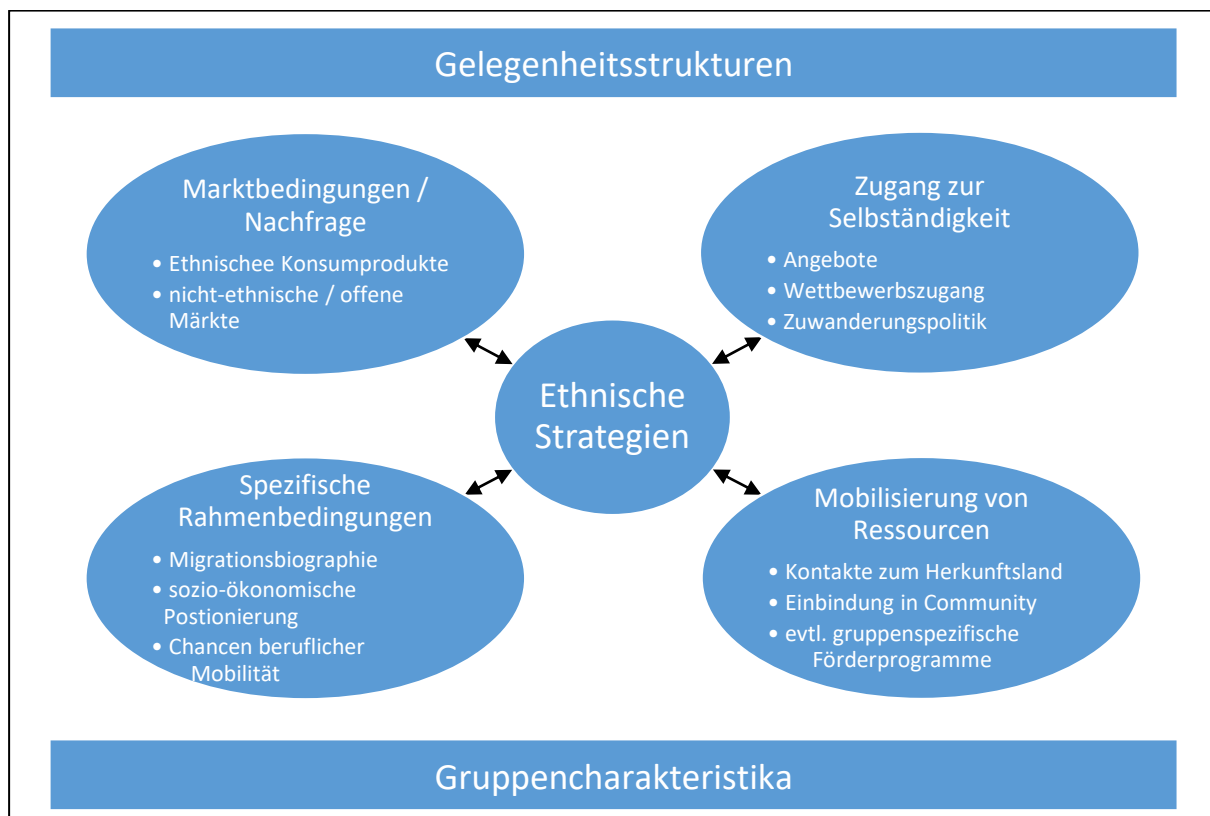 Gelegenheitsstrukturen
Marktbedingungen /
Nachfrage
• Ethnischee Konsumprodukte
• nicht-ethnische / offene
Märkte
Zugang zur
Selbständigkeit
• Angebote
• Wettbewerbszugang
• Zuwanderungspolitik
Ethnische
Strategien
Spezifische
Rahmenbedingungen
• Migrationsbiographie
• sozio-ökonomische
Postionierung
• Chancen beruflicher
Mobilität
Mobilisierung von
Ressourcen
• Kontakte zum Herkunftsland
• Einbindung in Community
• evtl. gruppenspezifische
Förderprogramme
Gruppencharakteristika